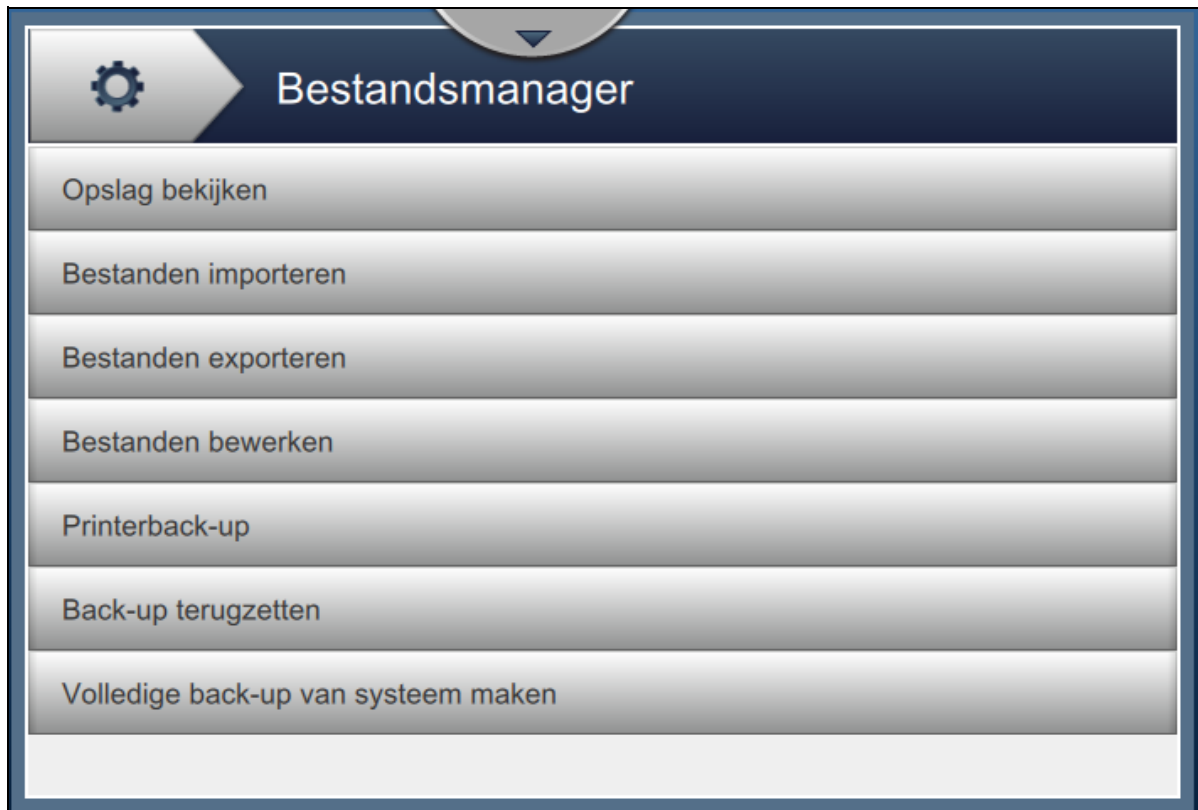 Bestandsmanager
Opslag bekijken
Bestanden importeren
Bestanden exporteren
Bestanden bewerken
Printerback-up
Back-up terugzetten
Volledige back-up van systeem maken